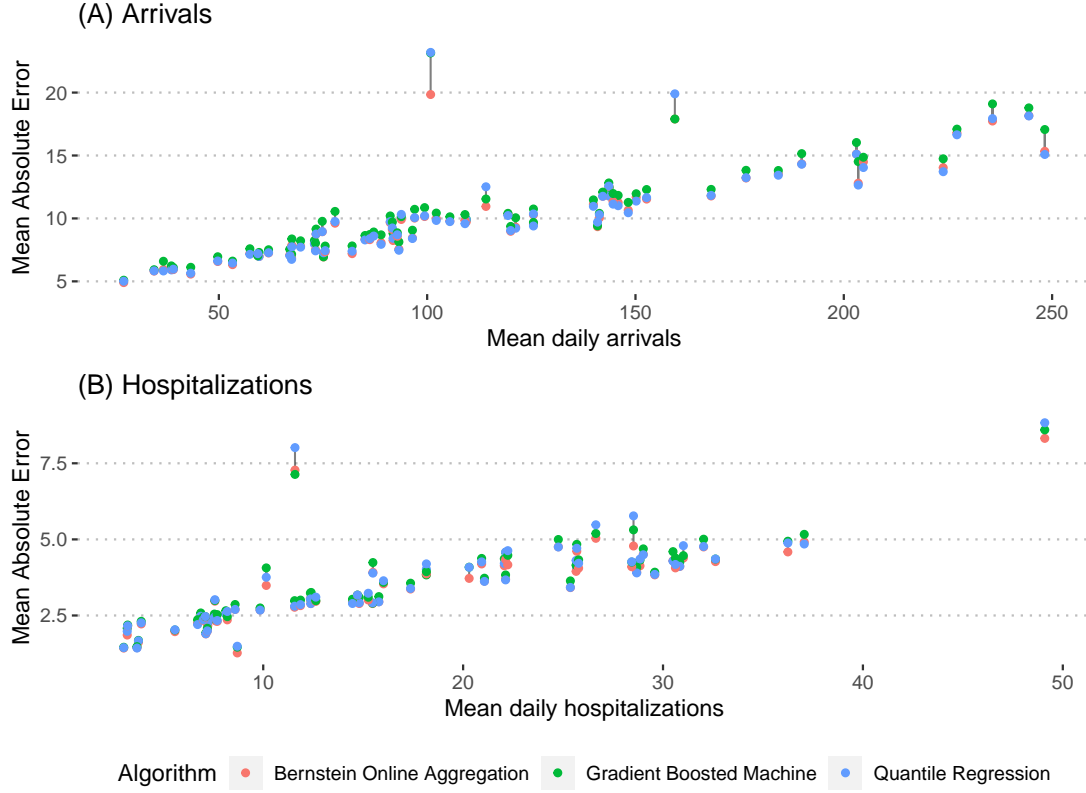 (A) Arrivals
Mean Absolute Error
20
15
10
5
50
100
150
200
250
Mean daily arrivals
(B) Hospitalizations
Mean Absolute Error
7.5
5.0
2.5
10
20
30
40
50
Mean daily hospitalizations
Algorithm
Bernstein Online Aggregation
Gradient Boosted Machine
Quantile Regression